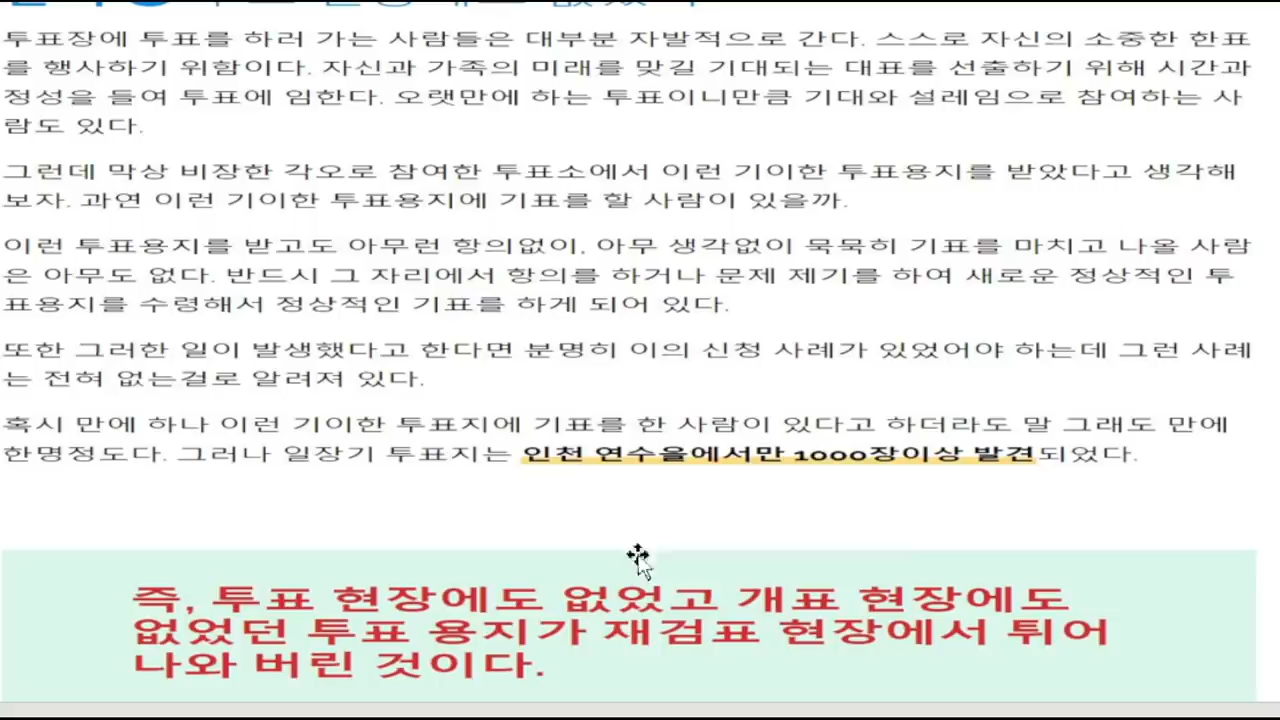 투표장에 투표를 하러 가는 사람들은 대부분 자발적으로 간다. 스스로 자신의 소중한 한표
를 행사하기 위함이다. 자신과 가족의 미래를 맞길 기대되는 대표를 선출하기 위해 시간과
정성을 들여 투표에 임한다. 오랫만에 하는 투표이니만큼 기대와 설레임으로 참여하는 사
람도 있다.
그런데 막상 비장한 각오로 참여한 투표소에서 이런 기이한 투표용지를 받았다고 생각해
보자. 과연 이런 기이한 투표용지에 기표를 할 사람이 있을까.
이런 투표용지를 받고도 아무런 항의없이, 아무 생각없이 묵묵히 기표를 마치고 나올 사람
은 아무도 없다. 반드시 그 자리에서 항의를 하거나 문제 제기를 하여 새로운 정상적인 투
표용지를 수령해서 정상적인 기표를 하게 되어 있다.
또한 그러한 일이 발생했다고 한다면 분명히 이의 신청 사례가 있었어야 하는데 그런 사례
는 전혀 없는걸로 알려져 있다.
혹시 만에 하나 이런 기이한 투표지에 기표를 한 사람이 있다고 하더라도 말 그래도 만에
한명정도다. 그러나 일장기 투표지는 인천 연수을에서만 1000장이상 발견되었다.
즉, 투표 현장에도 없었고 개표 현장에도
없었던 투표 용지가 재검표 현장에서 튀어
나와 버린 것이다.